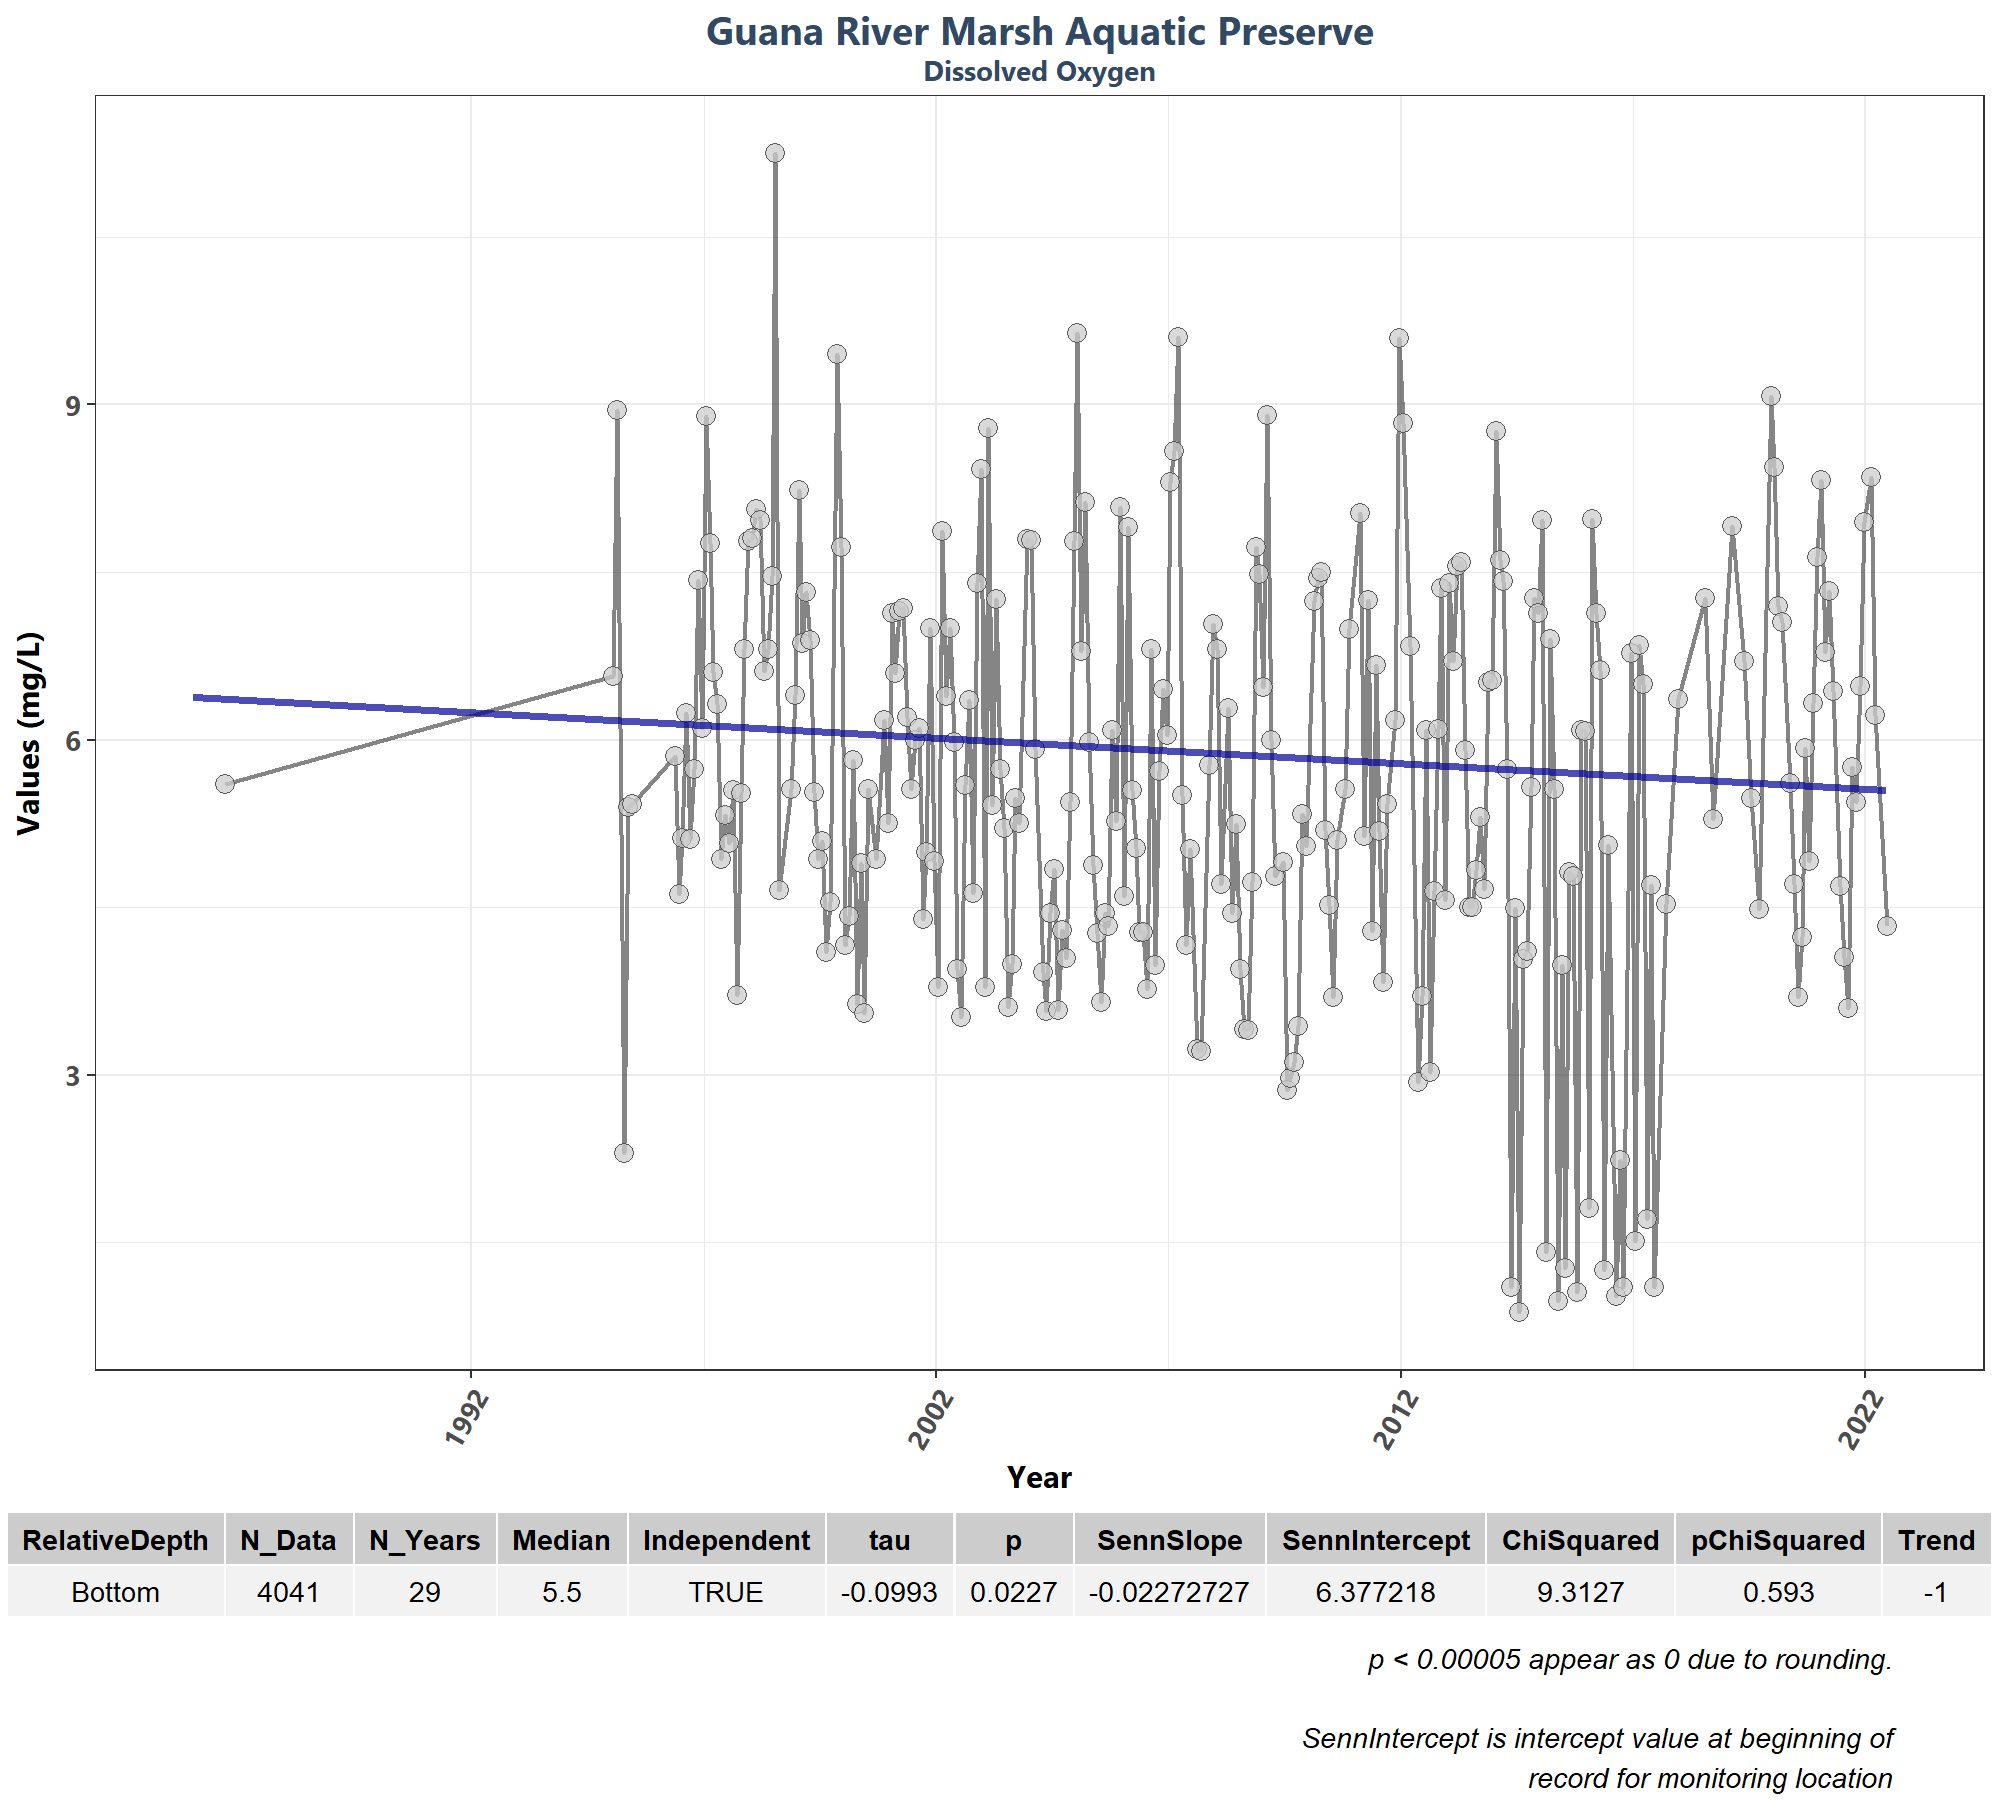 Guana River Marsh Aquatic Preserve
Dissolved Oxygen
Values (mg/L)
9
6
3
1992
2002
2012
2022
Year
RelativeDepth N_Data N_Years Median Independent tau p SennSlope SennIntercept ChiSquared pChiSquared Trend
Bottom 4041 29 5.5 TRUE -0.0993 0.0227 -0.02272727 6.377218 9.3127 0.593 -1
p < 0.00005 appear as 0 due to rounding.
SennIntercept is intercept value at beginning of
record for monitoring location